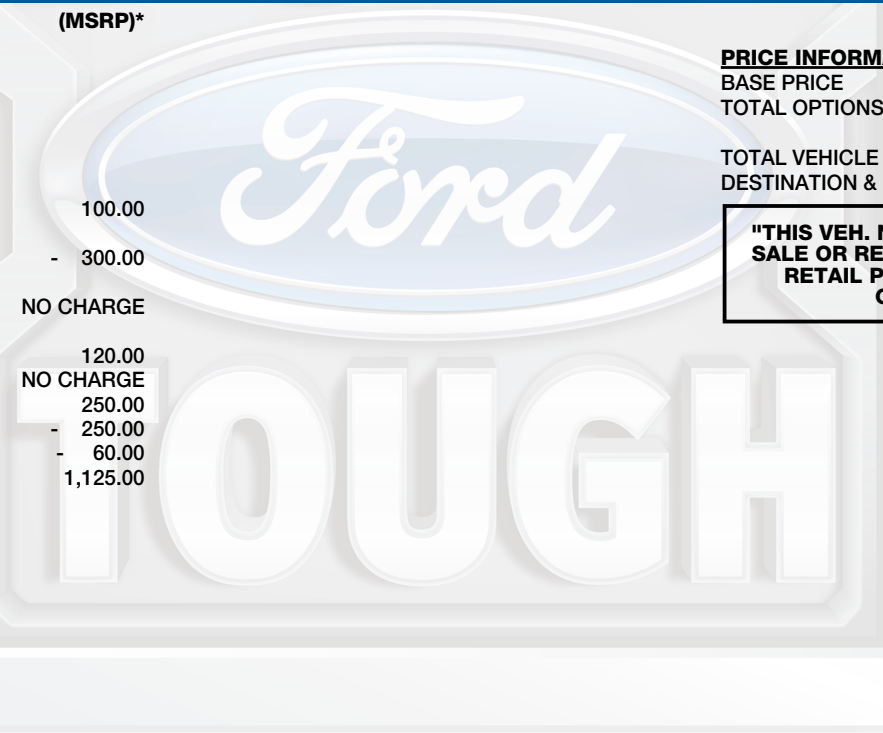 (MSRP)*
100.00
- 300.00
NO CHARGE
120.00
NO CHARGE
250.00
- 250.00
- 60.00
1,125.00
PRICE INFORM
BASE PRICE
TOTAL OPTIONS
TOTAL VEHICLE
DESTINATION &
"THIS VEH.
SALE OR RE
RETAIL P
Ford
TOUGH